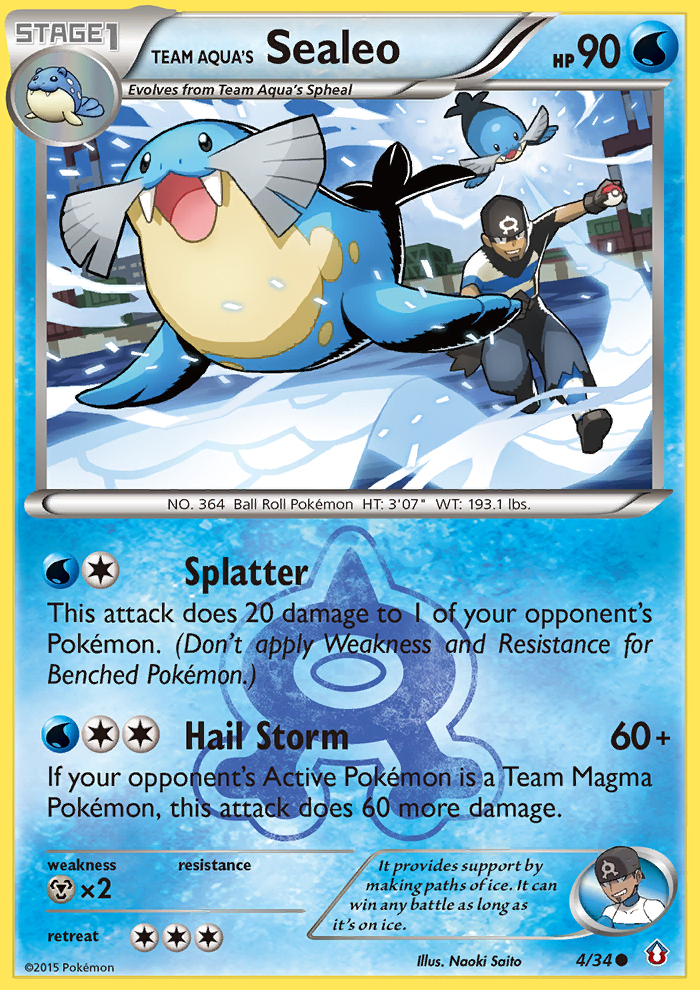 STAGE1
TEAM AQUA'S Sealeo HP 90
Evolves from Team Aqua's Spheal
NO. 364 Ball Roll Pokémon HT: 3'07" WT: 193.1 lbs.
Splatter
This attack does 20 damage to 1 of your opponent's
Pokémon. (Don't apply Weakness and Resistance for
Benched Pokémon.)
Hail Storm 60+
If your opponent's Active Pokémon is a Team Magma
Pokémon, this attack does 60 more damage.
weakness resistance
×2
retreat
It provides support by
making paths of ice. It can
win any battle as long as
it's on ice.
©2015 Pokémon
Illus. Naoki Saito
4/34